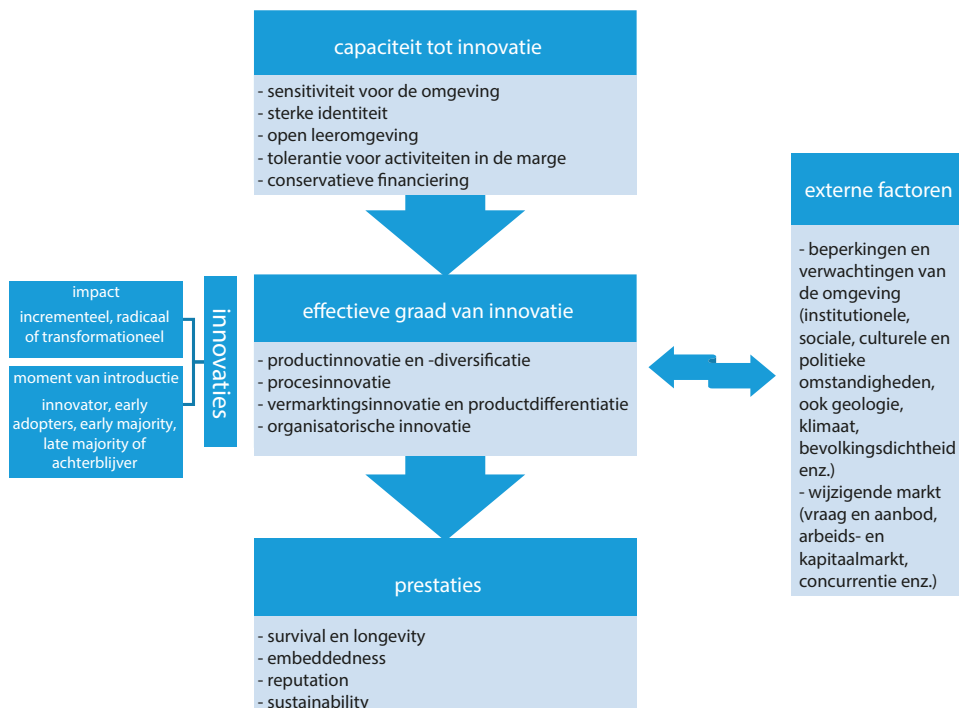 capaciteit tot innovatie
- sensitiviteit voor de omgeving
- sterke identiteit
- open leeromgeving
- tolerantie voor activiteiten in de marge
- conservatieve financiering
externe factoren
- beperkingen en
verwachtingen van
de omgeving
(institutionele,
sociale, culturele en
politieke
omstandigheden,
ook geologie,
klimaat,
bevolkingsdichtheid
enz.)
- wijzigende markt
(vraag en aanbod,
arbeids- en
kapitaalmarkt,
concurrentie enz.)
impact
incrementeel, radicaal
of transformationeel
moment van introductie
innovator, early
adopters, early majority,
late majority of
achterblijver
innovaties
effectieve graad van innovatie
- productinnovatie en -diversificatie
- procesinnovatie
- vermarktingsinnovatie en productdifferentiatie
- organisatorische innovatie
prestaties
- survival en longevity
- embeddedness
- reputation
- sustainability